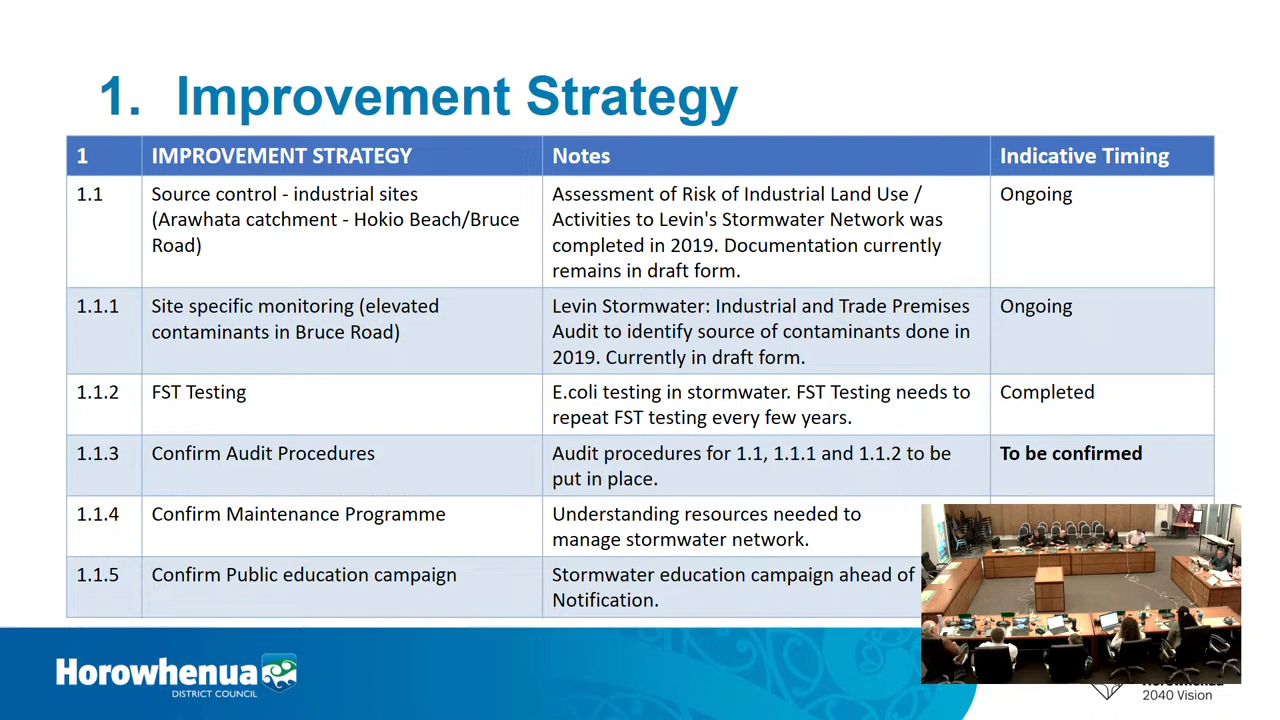 1. Improvement Strategy
1 IMPROVEMENT STRATEGY Notes Indicative Timing
1.1 Source control - industrial sites
(Arawhata catchment - Hokio Beach/Bruce
Road)
Assessment of Risk of Industrial Land Use /
Activities to Levin's Stormwater Network was
completed in 2019. Documentation currently
remains in draft form.
Ongoing
1.1.1 Site specific monitoring (elevated
contaminants in Bruce Road)
Levin Stormwater: Industrial and Trade Premises
Audit to identify source of contaminants done in
2019. Currently in draft form.
Ongoing
1.1.2 FST Testing
E.coli testing in stormwater. FST Testing needs to
repeat FST testing every few years.
Completed
1.1.3 Confirm Audit Procedures
Audit procedures for 1.1, 1.1.1 and 1.1.2 to be
put in place.
To be confirmed
1.1.4 Confirm Maintenance Programme
Understanding resources needed to
manage stormwater network.
1.1.5 Confirm Public education campaign
Stormwater education campaign ahead of
Notification.
Horowhenua
DISTRICT COUNCIL
2040 Vision